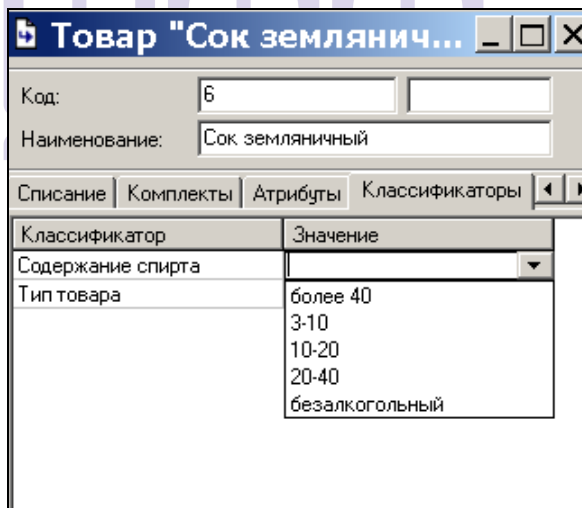 Товар "Сок землянич...
Код: 6
Наименование: Сок земляничный
Списание Комплекты Атрибуты Классификаторы
Классификатор Значение
Содержание спирта
Тип товара более 40
3-10
10-20
20-40
безалкогольный